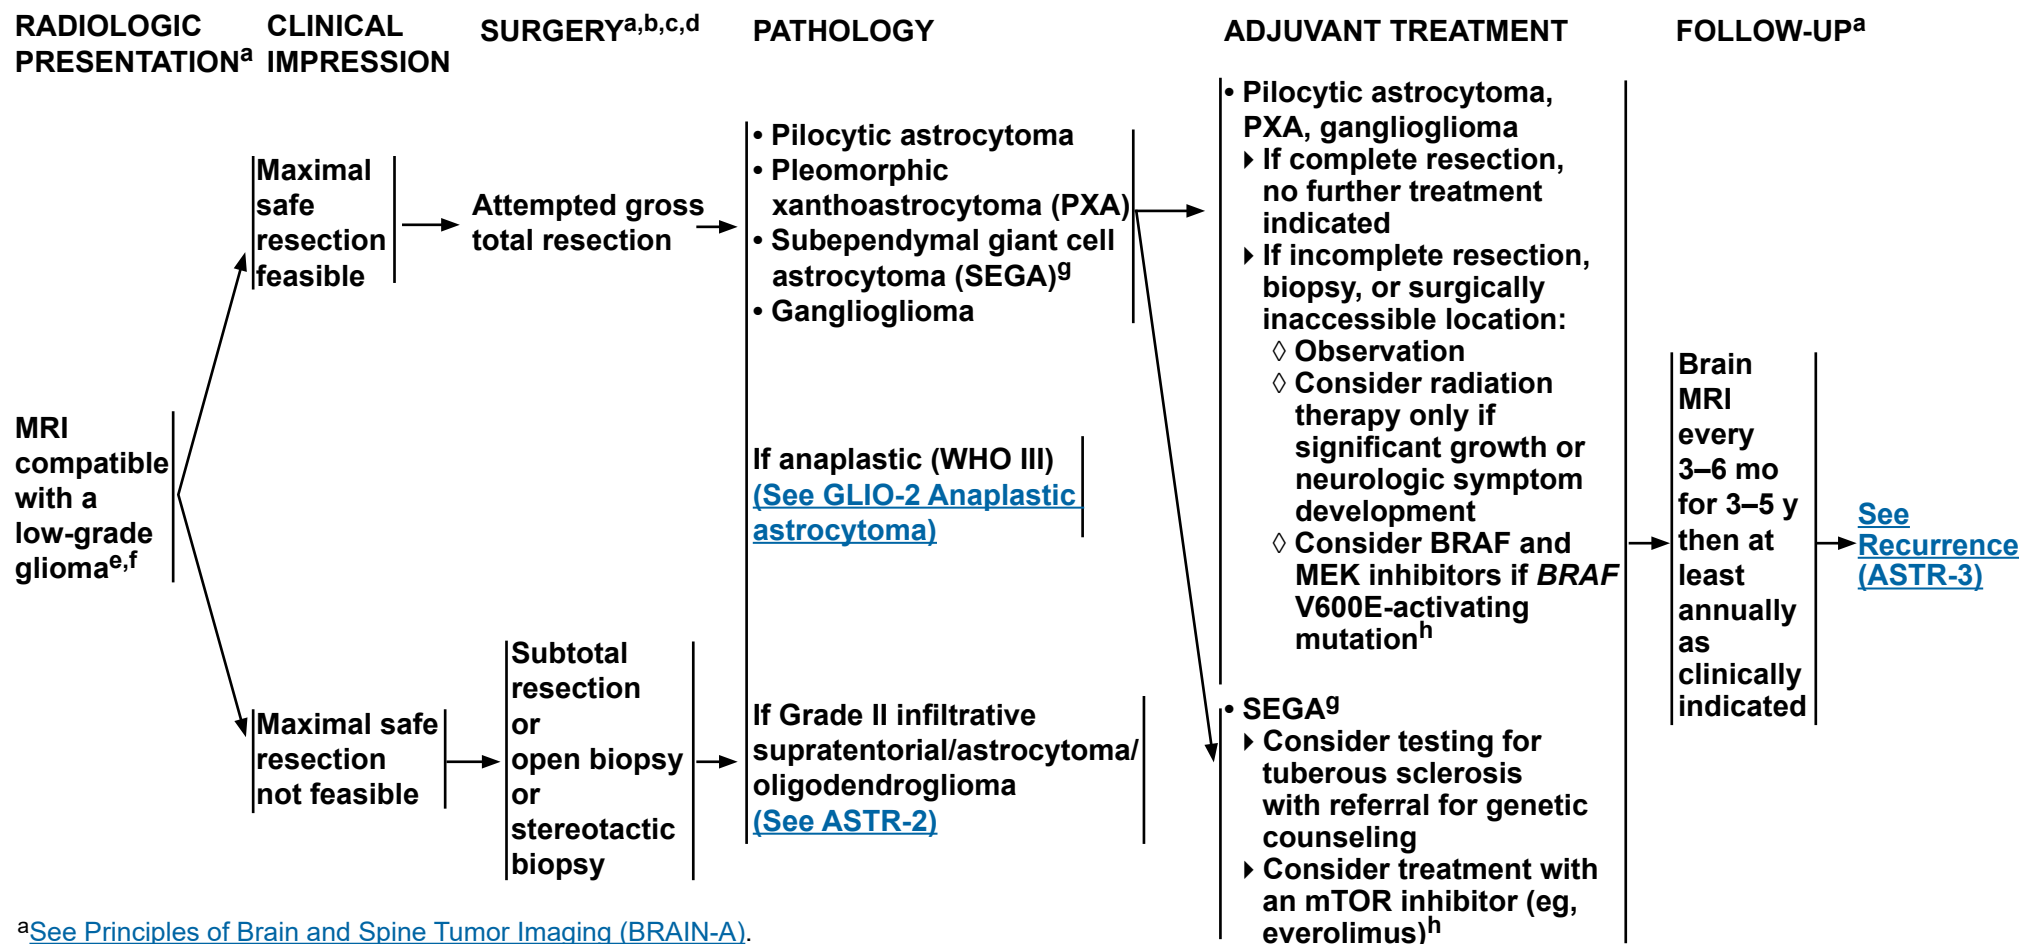 RADIOLOGIC
PRESENTATIONa
CLINICAL
IMPRESSION
SURGERYa,b,c,d
PATHOLOGY
ADJUVANT TREATMENT
FOLLOW-UPa
MRI
compatible
with a
low-grade
gliomae,f
Maximal
safe
resection
feasible
Attempted gross
total resection
Maximal safe
resection
not feasible
Subtotal
resection
or
open biopsy
or
stereotactic
biopsy
• Pilocytic astrocytoma
• Pleomorphic
xanthoastrocytoma (PXA)
• Subependymal giant cell
astrocytoma (SEGA)g
• Ganglioglioma
If anaplastic (WHO III)
(See GLIO-2 Anaplastic
astrocytoma)
If Grade II infiltrative
supratentorial/astrocytoma/
oligodendroglioma
(See ASTR-2)
• Pilocytic astrocytoma,
PXA, ganglioglioma
▸ If complete resection,
no further treatment
indicated
▸ If incomplete resection,
biopsy, or surgically
inaccessible location:
◊ Observation
◊ Consider radiation
therapy only if
significant growth or
neurologic symptom
development
◊ Consider BRAF and
MEK inhibitors if BRAF
V600E-activating
mutationh
• SEGAg
▸ Consider testing for
tuberous sclerosis
with referral for genetic
counseling
▸ Consider treatment with
an mTOR inhibitor (eg,
everolimus)h
Brain
MRI
every
3–6 mo
for 3–5 y
then at
least
annually
as
clinically
indicated
See
Recurrence
(ASTR-3)
aSee Principles of Brain and Spine Tumor Imaging (BRAIN-A).